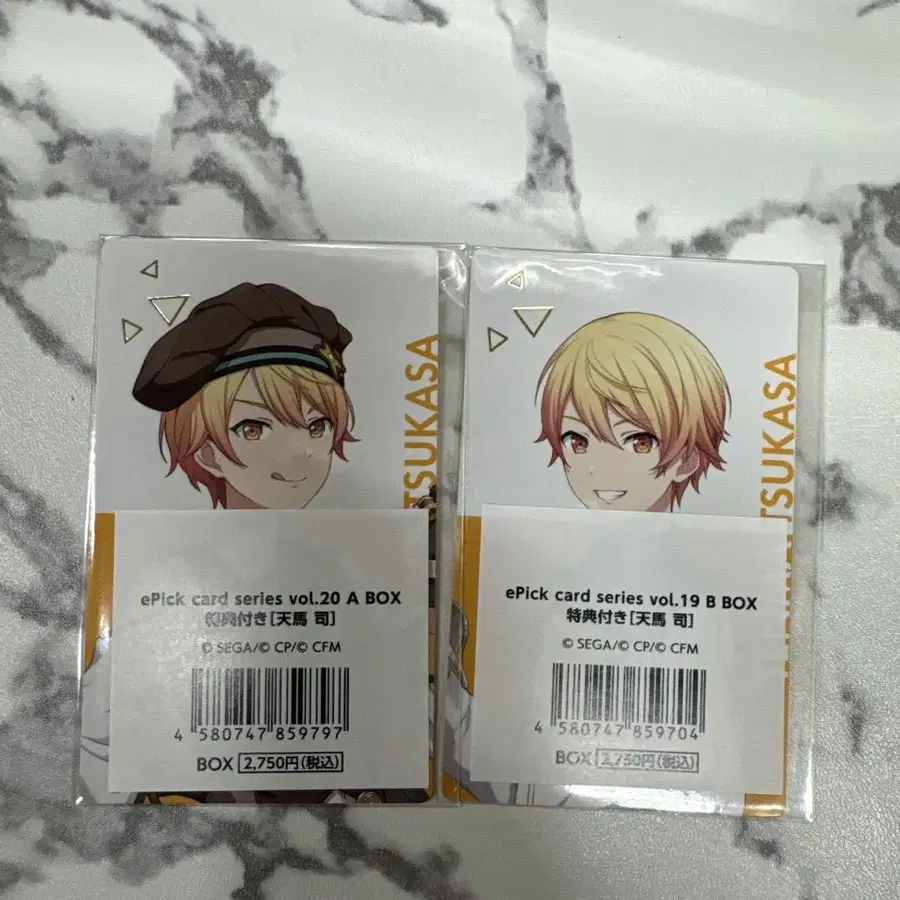 TSUKASA
ePick card series vol.20 A BOX
特典付き[天馬 司]
© SEGA/© CP/© CFM
4 580747 859797
BOX 2,750円(税込)
TSUKASA
ePick card series vol.19 B BOX
特典付き[天馬 司]
© SEGA/© CP/© CFM
4 580747 859704
BOX 2,750円(税込)